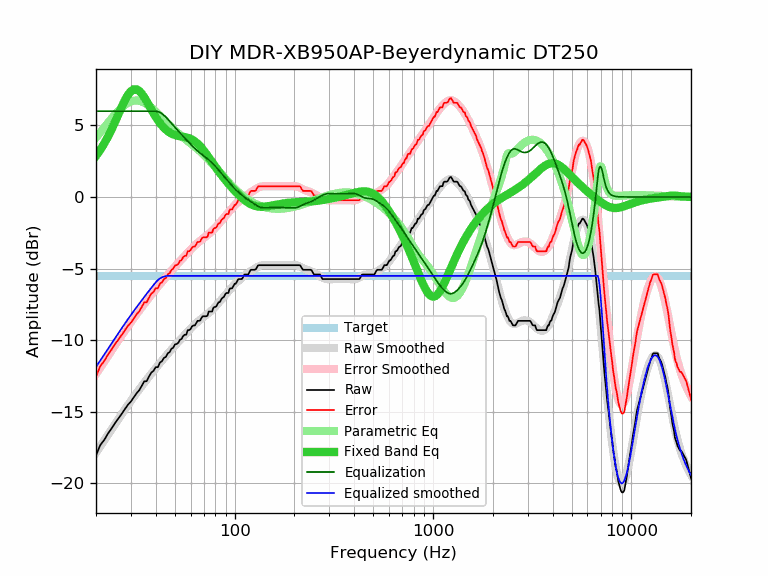 DIY MDR-XB950AP-Beyerdynamic DT250
Amplitude (dBr)
5
0
−5
−10
−15
−20
Target
Raw Smoothed
Error Smoothed
Raw
Error
Parametric Eq
Fixed Band Eq
Equalization
Equalized smoothed
100
1000
10000
Frequency (Hz)